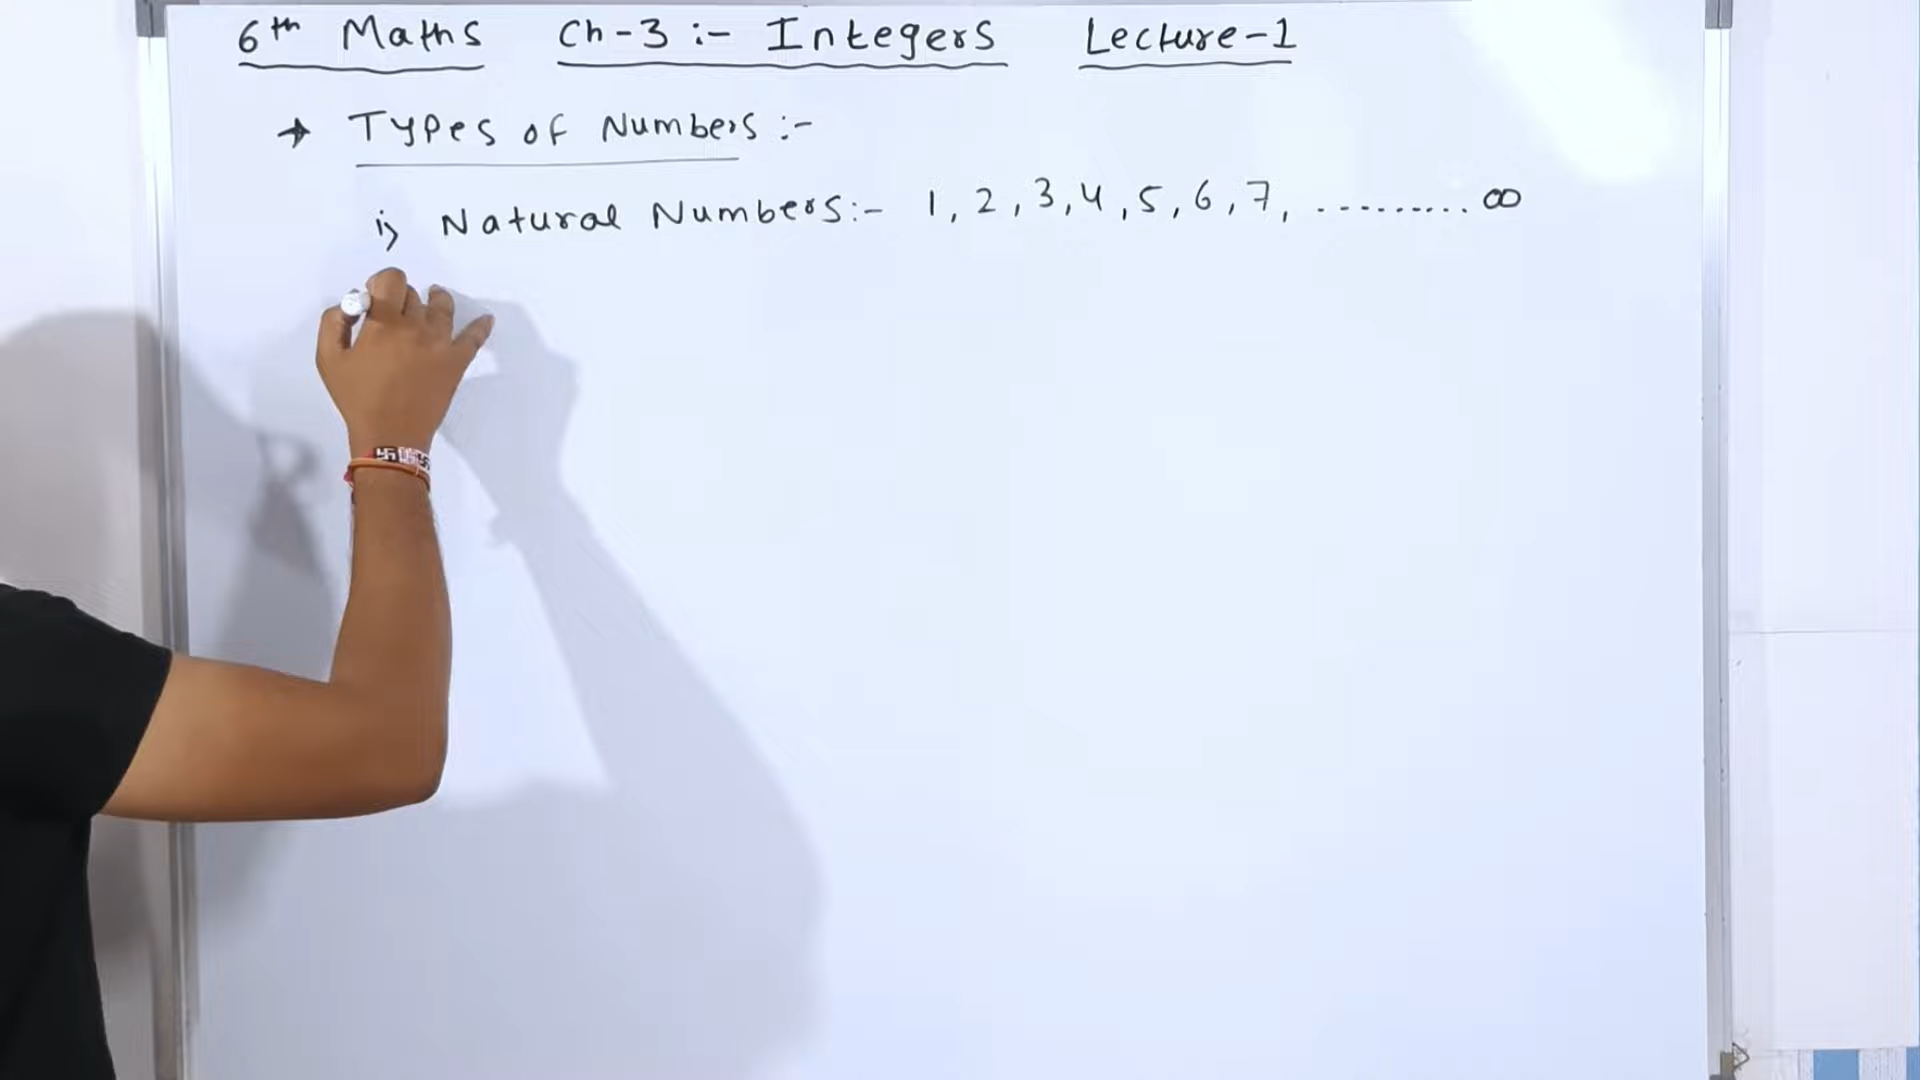 6th Maths Ch-3 :- Integers Lecture-1
→ Types of Numbers :-
i) Natural Numbers:- 1, 2, 3, 4, 5, 6, 7, .......... ∞